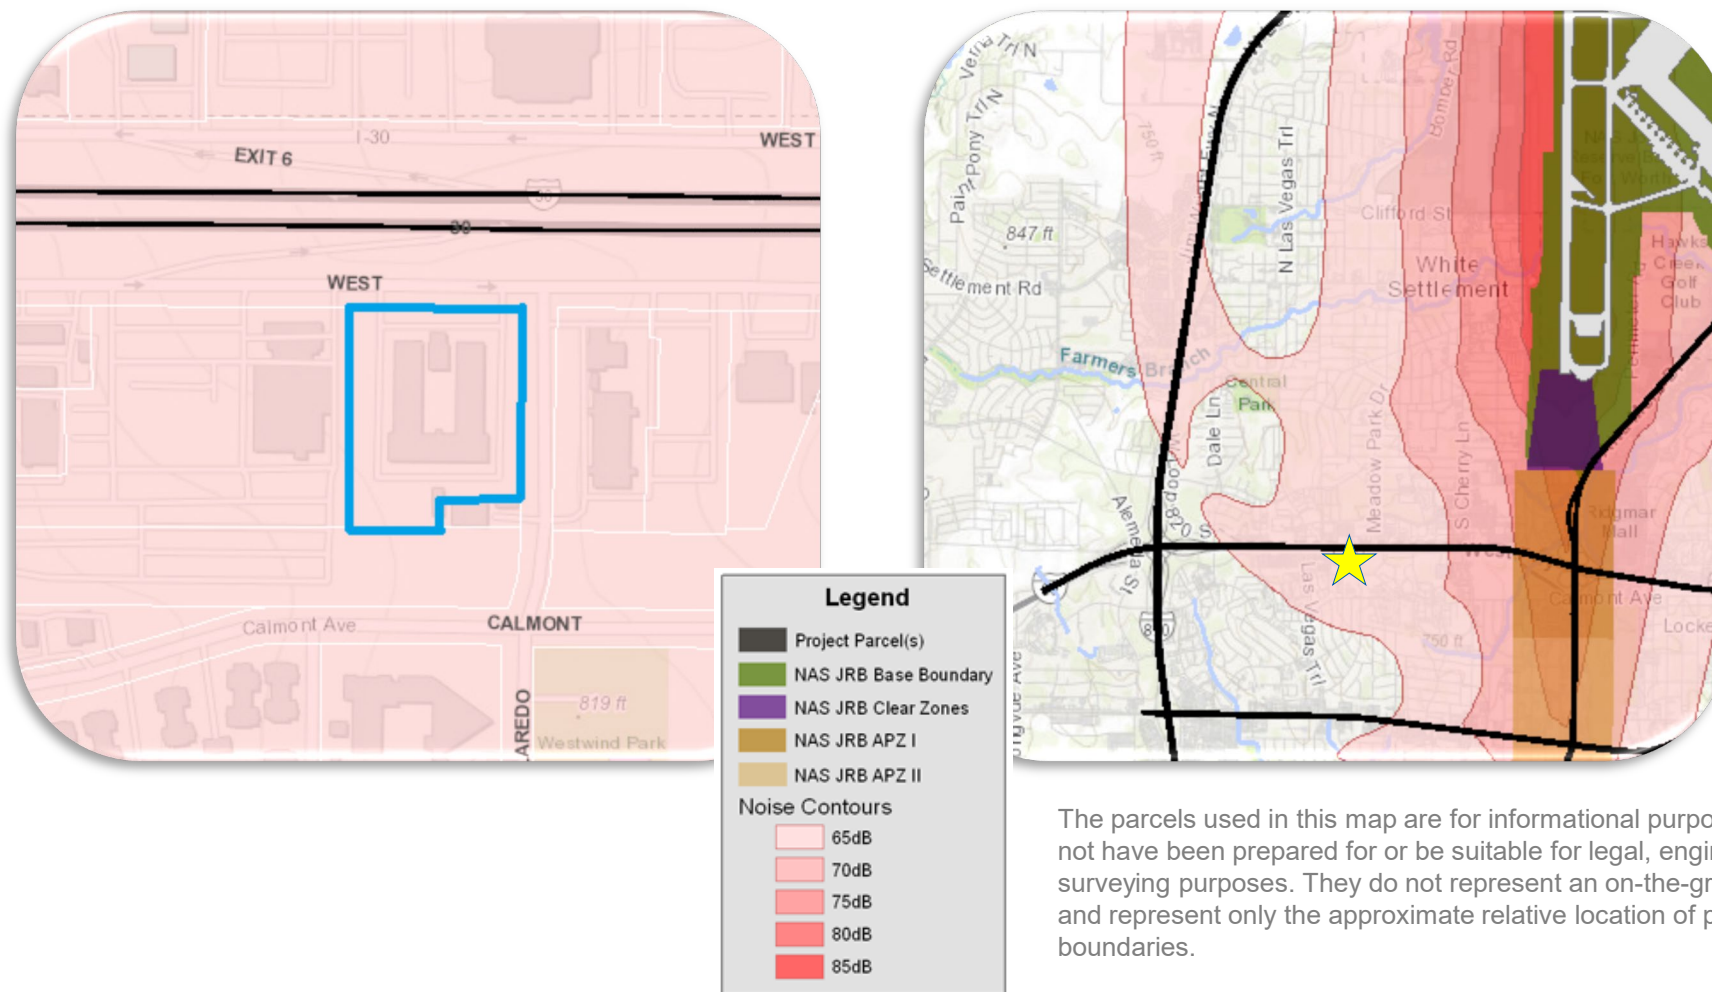 I-30
WEST
EXIT 6
30
30
WEST
Calmont Ave
CALMONT
819 ft
Westwind Park
AREDO
Legend
Project Parcel(s)
NAS JRB Base Boundary
NAS JRB Clear Zones
NAS JRB APZ I
NAS JRB APZ II
Noise Contours
65dB
70dB
75dB
80dB
85dB
Verna Trl N
Paint Pony Trl N
847 ft
Settlement Rd
750 ft
N Las Vegas Trl
Bomber Rd
Clifford St
White
Settlement
Farmers Branch
Central
Park
Dale Ln
Meadow Park Dr
S Cherry Ln
Hawks
Creek
Golf
Club
Ridgmar
Mall
820 S
Alemeda St
Las Vegas Trl
750 ft
Calmont Ave
Locke
The parcels used in this map are for informational purpo
not have been prepared for or be suitable for legal, engi
surveying purposes. They do not represent an on-the-gr
and represent only the approximate relative location of p
boundaries.